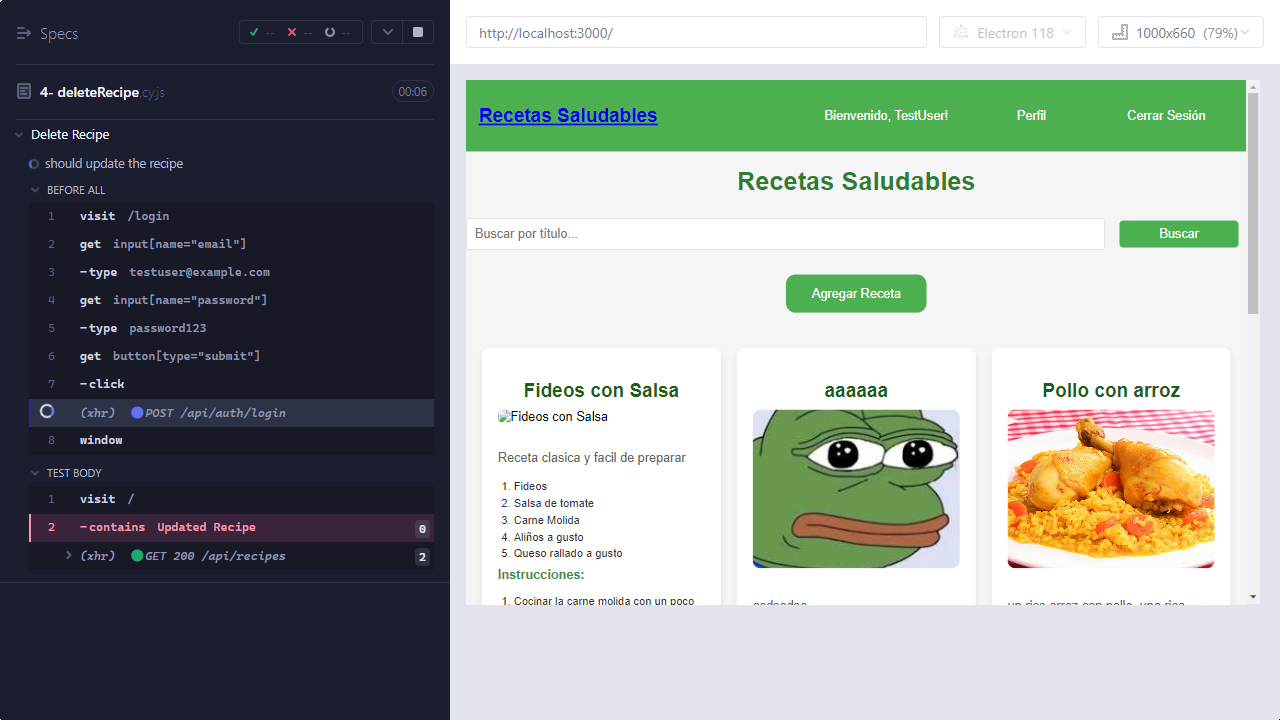 Specs
-- -- --
4- deleteRecipe.cy.js
00:06
Delete Recipe
should update the recipe
BEFORE ALL
1 visit /login
2 get input[name="email"]
3 -type testuser@example.com
4 get input[name="password"]
5 -type password123
6 get button[type="submit"]
7 -click
(xhr) POST /api/auth/login
8 window
TEST BODY
1 visit /
2 -contains Updated Recipe 0
(xhr) GET 200 /api/recipes 2
http://localhost:3000/
Electron 118
1000x660 (79%)
Recetas Saludables
Bienvenido, TestUser!
Perfil
Cerrar Sesión
Recetas Saludables
Buscar por título...
Buscar
Agregar Receta
Fideos con Salsa
Fideos con Salsa
Receta clasica y facil de preparar
1. Fideos
2. Salsa de tomate
3. Carne Molida
4. Aliños a gusto
5. Queso rallado a gusto
Instrucciones:
1. Cocinar la carne molida con un poco
aaaaaa
Pollo con arroz